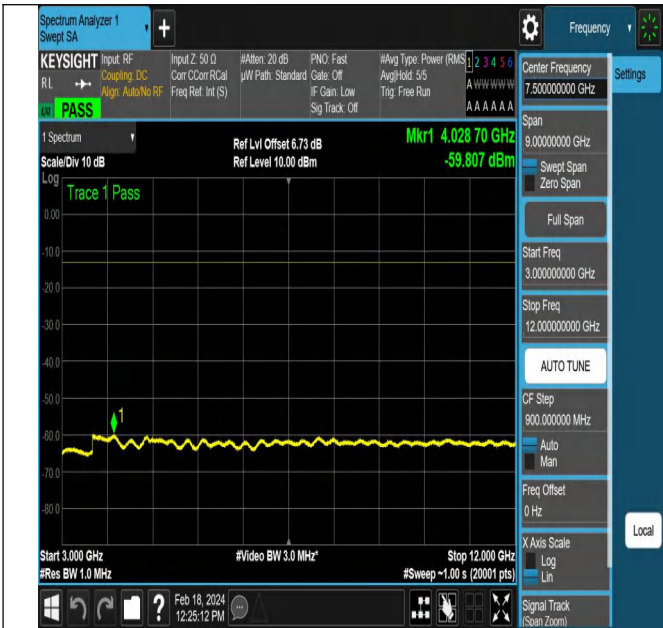 Spectrum Analyzer 1
Swept SA
Frequency
KEYSIGHT
RL
PASS
Input: RF
Coupling: DC
Align: Auto/No RF
Input Z: 50 Ω
Corr CCorr RCal
Freq Ref: Int (S)
#Atten: 20 dB
µW Path: Standard
PNO: Fast
Gate: Off
IF Gain: Low
Sig Track: Off
#Avg Type: Power (RMS
Avg|Hold: 5/5
Trig: Free Run
1 2 3 4 5 6
A W W W W W
A A A A A A
1 Spectrum
Scale/Div 10 dB
Log
Ref Lvl Offset 6.73 dB
Ref Level 10.00 dBm
Mkr1 4.028 70 GHz
-59.807 dBm
Trace 1 Pass
0.00
-10.0
-20.0
-30.0
-40.0
-50.0
-60.0
-70.0
-80.0
1
Start 3.000 GHz
#Res BW 1.0 MHz
#Video BW 3.0 MHz*
Stop 12.000 GHz
#Sweep ~1.00 s (20001 pts)
Feb 18, 2024
12:25:12 PM
Center Frequency
7.500000000 GHz
Settings
Span
9.00000000 GHz
Swept Span
Zero Span
Full Span
Start Freq
3.000000000 GHz
Stop Freq
12.000000000 GHz
AUTO TUNE
CF Step
900.000000 MHz
Auto
Man
Freq Offset
0 Hz
X Axis Scale
Log
Lin
Local
Signal Track
(Span Zoom)